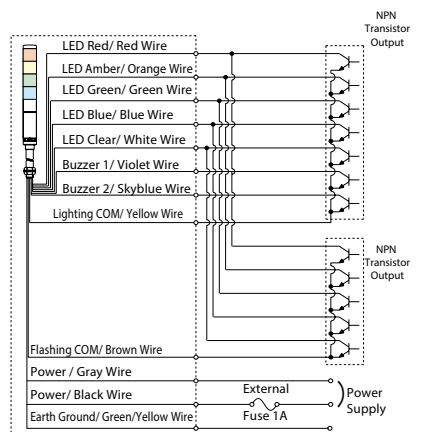 NPN
Transistor
Output
LED Red/ Red Wire
LED Amber/ Orange Wire
LED Green/ Green Wire
LED Blue/ Blue Wire
LED Clear/ White Wire
Buzzer 1/ Violet Wire
Buzzer 2/ Skyblue Wire
Lighting COM/ Yellow Wire
NPN
Transistor
Output
Flashing COM/ Brown Wire
Power / Gray Wire
Power/ Black Wire
External
Fuse 1A
Power
Supply
Earth Ground/ Green/Yellow Wire